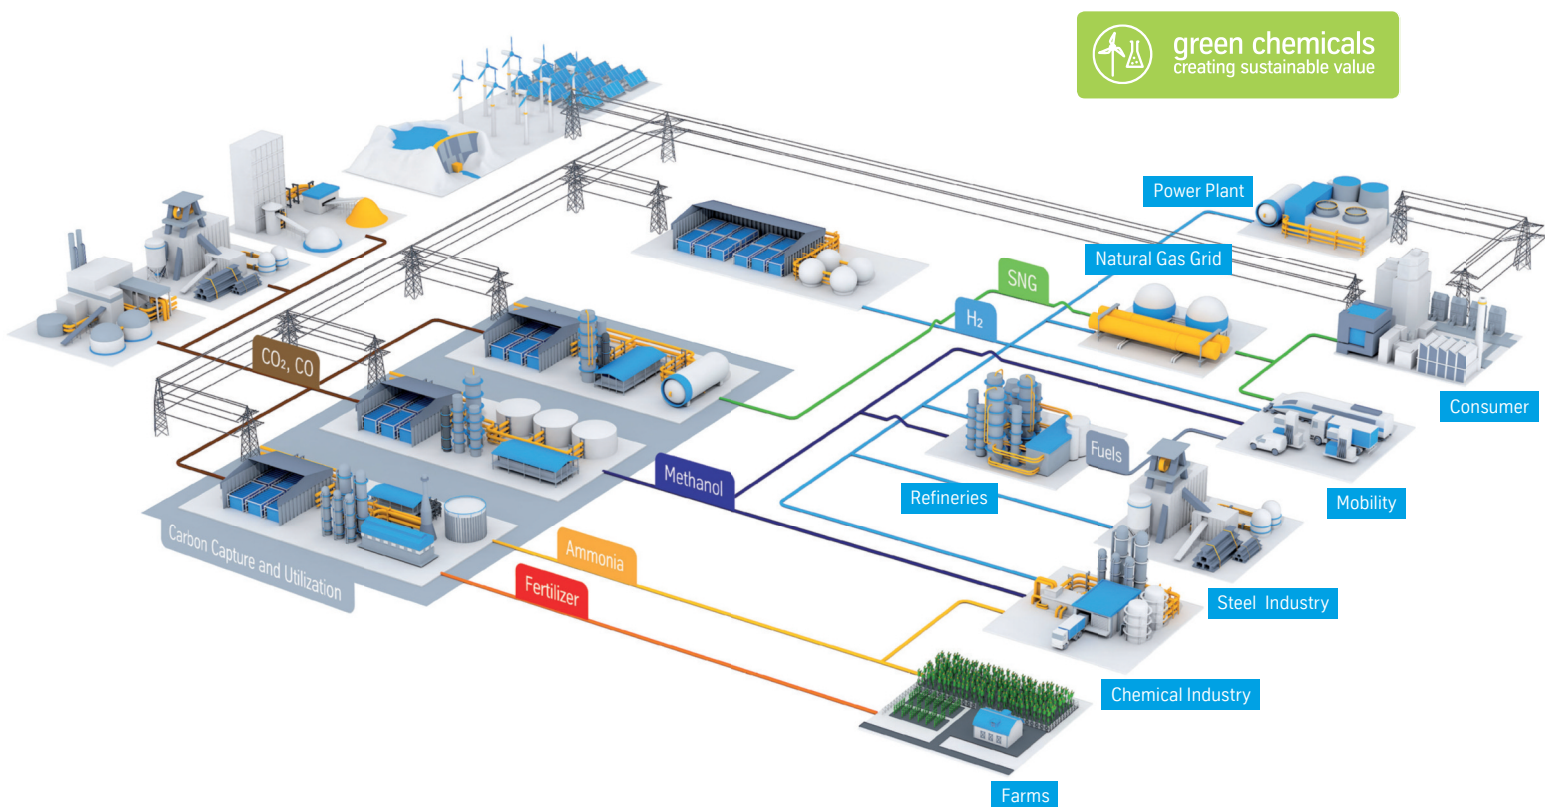 green chemicals
creating sustainable value
Power Plant
Natural Gas Grid
SNG
H₂
CO₂, CO
Consumer
Fuels
Methanol
Refineries
Mobility
Carbon Capture and Utilization
Ammonia
Fertilizer
Steel Industry
Chemical Industry
Farms